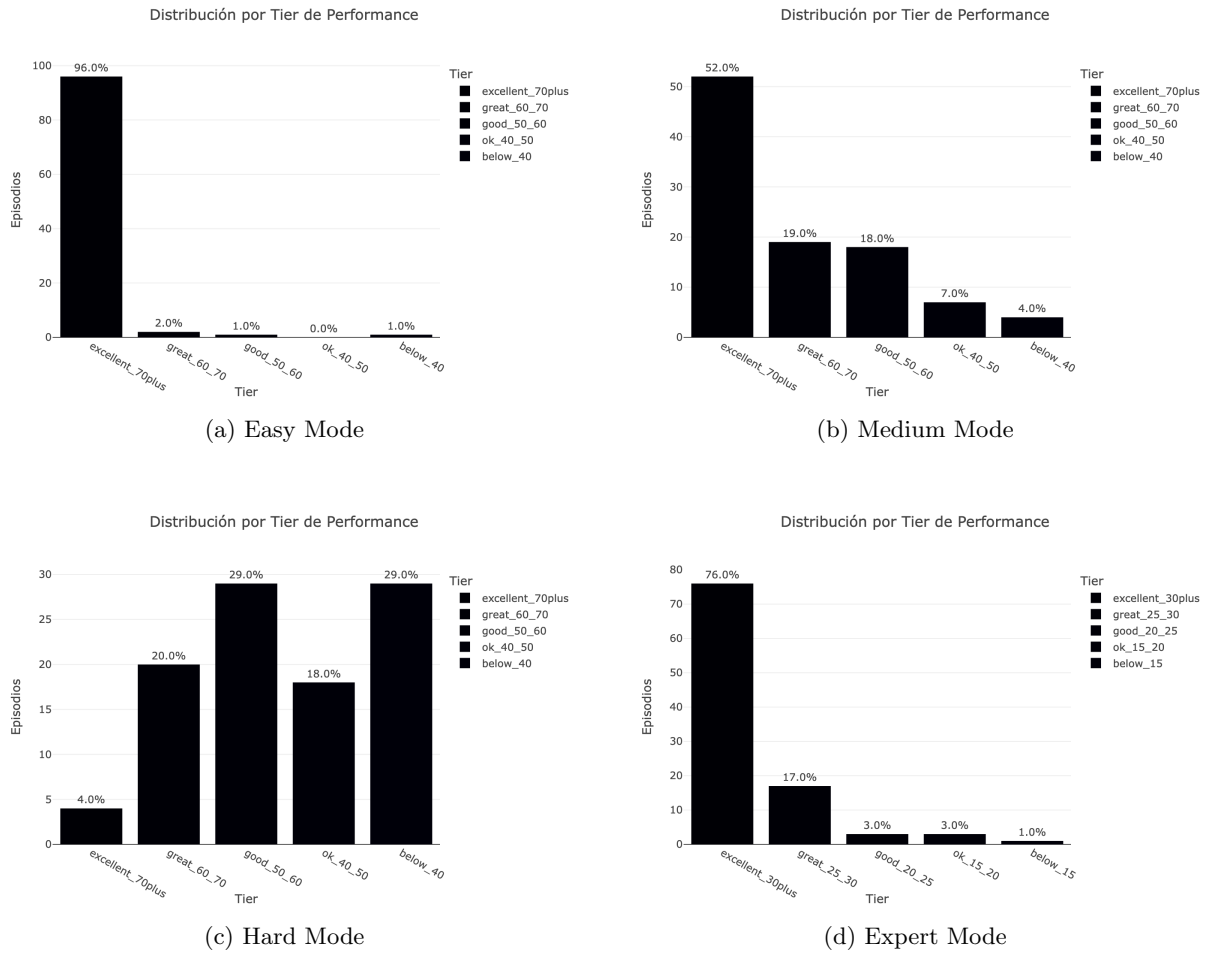 Distribución por Tier de Performance
100
80
60
40
20
0
Episodios
96.0%
2.0%
1.0%
0.0%
1.0%
excellent_70plus
great_60_70
good_50_60
ok_40_50
below_40
Tier
Tier
excellent_70plus
great_60_70
good_50_60
ok_40_50
below_40
(a) Easy Mode
Distribución por Tier de Performance
50
40
30
20
10
0
Episodios
52.0%
19.0%
18.0%
7.0%
4.0%
excellent_70plus
great_60_70
good_50_60
ok_40_50
below_40
Tier
Tier
excellent_70plus
great_60_70
good_50_60
ok_40_50
below_40
(b) Medium Mode
Distribución por Tier de Performance
30
25
20
15
10
5
0
Episodios
4.0%
20.0%
29.0%
18.0%
29.0%
excellent_70plus
great_60_70
good_50_60
ok_40_50
below_40
Tier
Tier
excellent_70plus
great_60_70
good_50_60
ok_40_50
below_40
(c) Hard Mode
Distribución por Tier de Performance
80
70
60
50
40
30
20
10
0
Episodios
76.0%
17.0%
3.0%
3.0%
1.0%
excellent_30plus
great_25_30
good_20_25
ok_15_20
below_15
Tier
Tier
excellent_30plus
great_25_30
good_20_25
ok_15_20
below_15
(d) Expert Mode